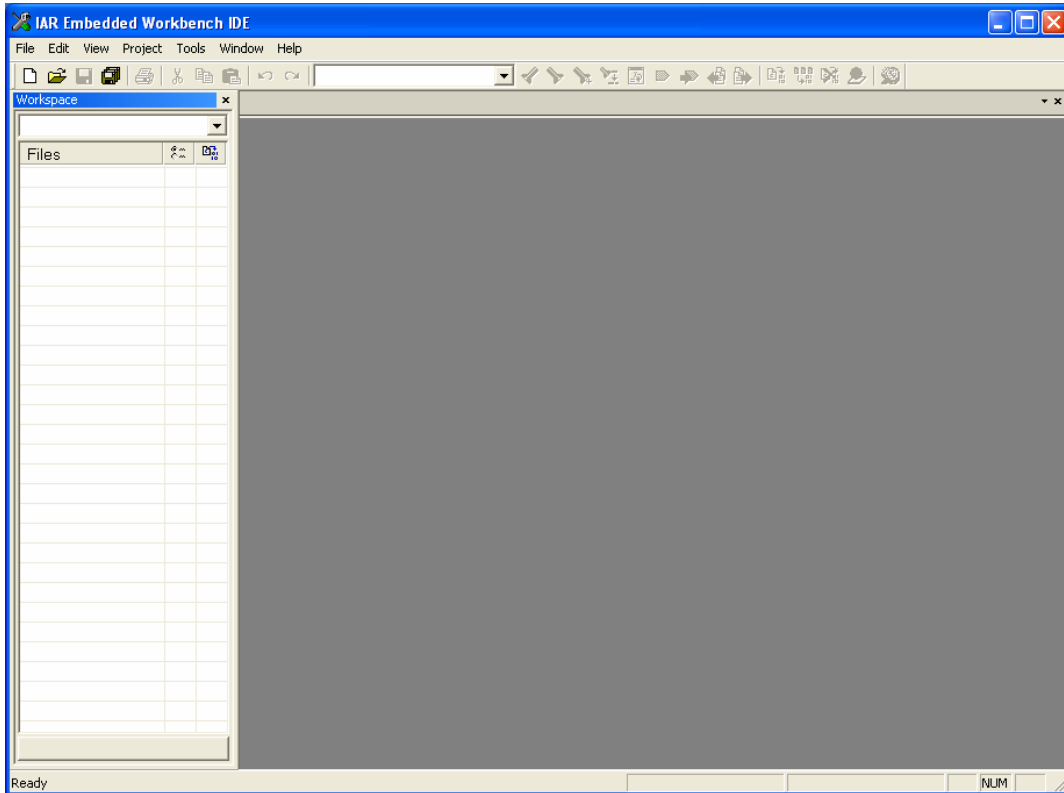 IAR Embedded Workbench IDE
File Edit View Project Tools Window Help
Workspace
Files
Ready
NUM